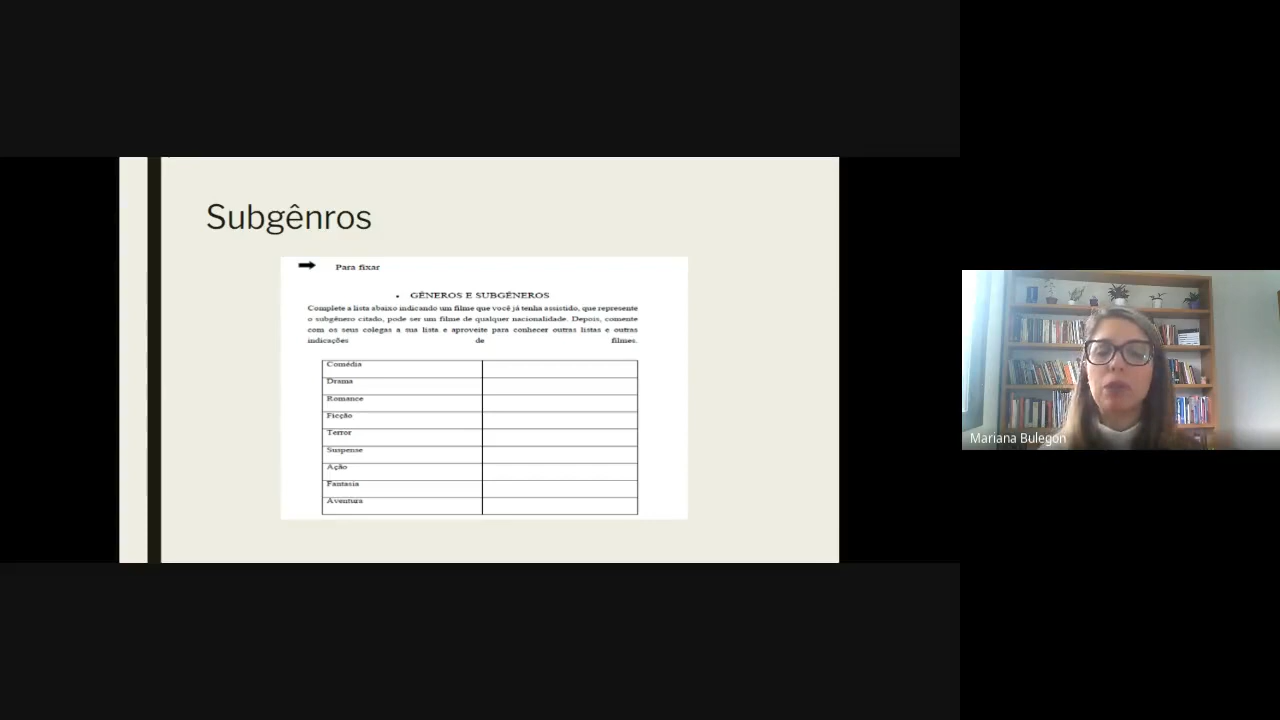 Subgênros
Para fixar
• GÊNEROS E SUBGÊNEROS
Complete a lista abaixo indicando um filme que você já tenha assistido, que represente
o subgênero citado, pode ser um filme de qualquer nacionalidade. Depois, comente
com os seus colegas a sua lista e aproveite para conhecer outras listas e outras
indicações de filmes.
Comédia
Drama
Romance
Ficção
Terror
Suspense
Ação
Fantasia
Aventura
Mariana Bulegon